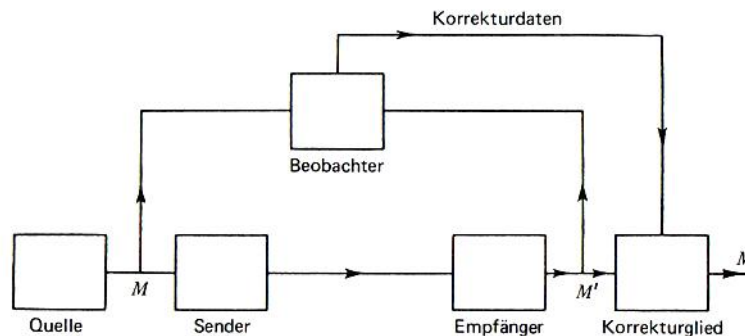 Korrekturdaten
Beobachter
M
M'
M
Quelle
Sender
Empfänger
Korrekturglied